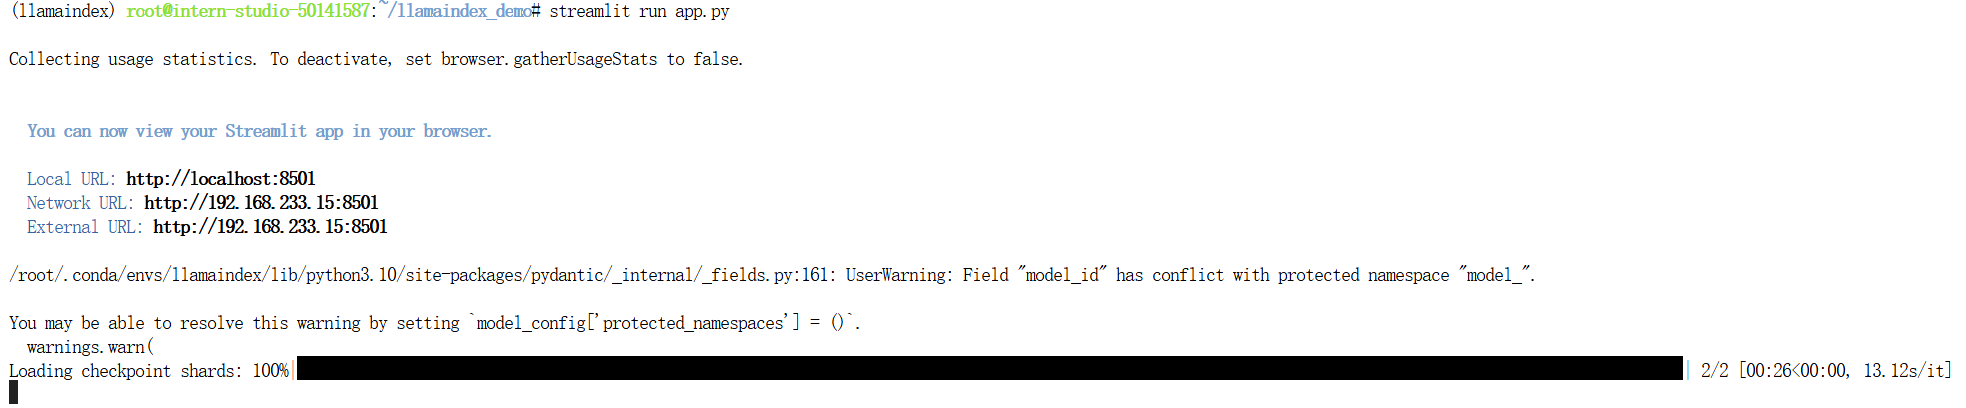 (llamaindex) root@intern-studio-50141587:~/llamaindex_demo# streamlit run app.py
Collecting usage statistics. To deactivate, set browser.gatherUsageStats to false.
You can now view your Streamlit app in your browser.
Local URL: http://localhost:8501
Network URL: http://192.168.233.15:8501
External URL: http://192.168.233.15:8501
/root/.conda/envs/llamaindex/lib/python3.10/site-packages/pydantic/_internal/_fields.py:161: UserWarning: Field "model_id" has conflict with protected namespace "model_".
You may be able to resolve this warning by setting `model_config['protected_namespaces'] = ()`.
warnings.warn(
Loading checkpoint shards: 100%| | 2/2 [00:26<00:00, 13.12s/it]